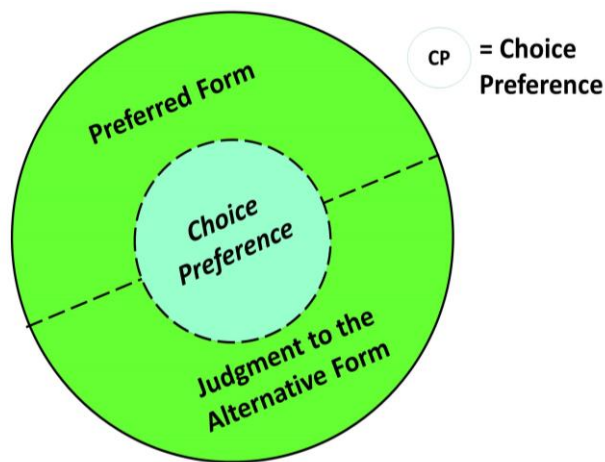 Preferred Form
Choice
Preference
Judgment to the
Alternative Form
CP
= Choice
Preference